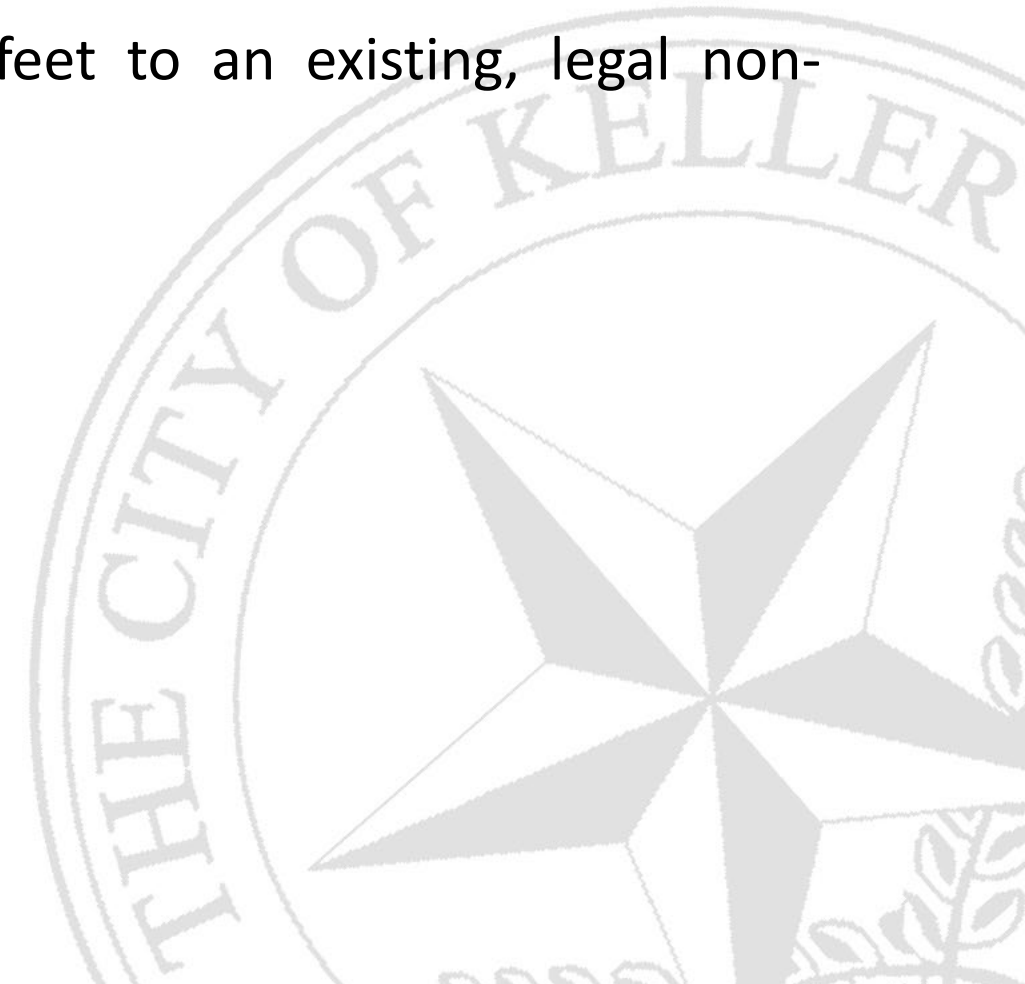 feet to an existing, legal non-
THE CITY OF KELLER